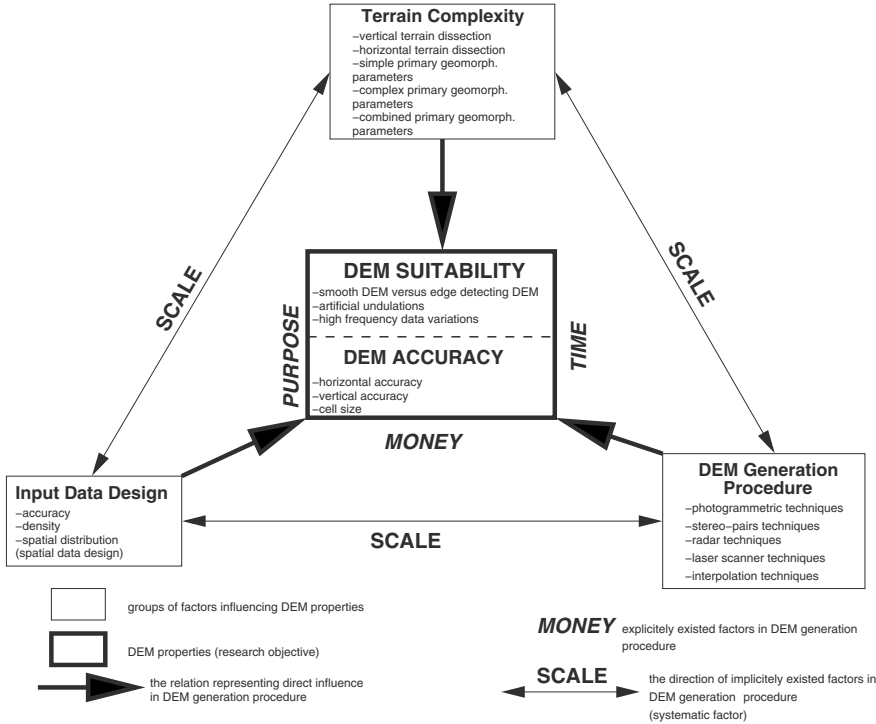 Terrain Complexity
−vertical terrain dissection
−horizontal terrain dissection
−simple primary geomorph.
parameters
−complex primary geomorph.
parameters
−combined primary geomorph.
parameters
SCALE
SCALE
DEM SUITABILITY
−smooth DEM versus edge detecting DEM
−artificial undulations
−high frequency data variations
PURPOSE
TIME
DEM ACCURACY
−horizontal accuracy
−vertical accuracy
−cell size
MONEY
Input Data Design
−accuracy
−density
−spatial distribution
(spatial data design)
SCALE
DEM Generation
Procedure
−photogrammetric techniques
−stereo−pairs techniques
−radar techniques
−laser scanner techniques
−interpolation techniques
groups of factors influencing DEM properties
DEM properties (research objective)
the relation representing direct influence
in DEM generation procedure
MONEY explicitely existed factors in DEM generation
procedure
SCALE the direction of implicitely existed factors in
DEM generation procedure
(systematic factor)